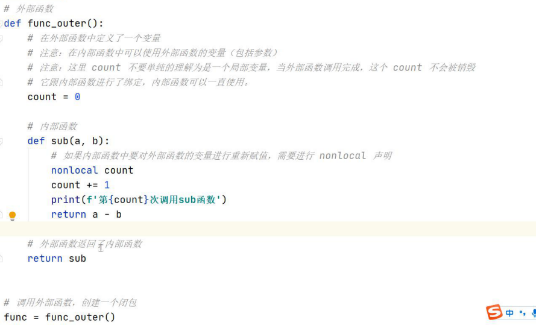 # 外部函数
def func_outer():
# 在外部函数中定义了一个变量
# 注意：在内部函数中可以使用外部函数的变量（包括参数）
# 注意：这里 count 不要单纯的理解为是一个局部变量，当外部函数调用完成，这个 count 不会被销毁
# 它跟内部函数进行了绑定，内部函数可以一直使用。
count = 0
# 内部函数
def sub(a, b):
# 如果内部函数中要对外部函数的变量进行重新赋值，需要进行 nonlocal 声明
nonlocal count
count += 1
print(f'第{count}次调用sub函数')
return a - b
# 外部函数返回了内部函数
return sub
# 调用外部函数，创建一个闭包
func = func_outer()
中